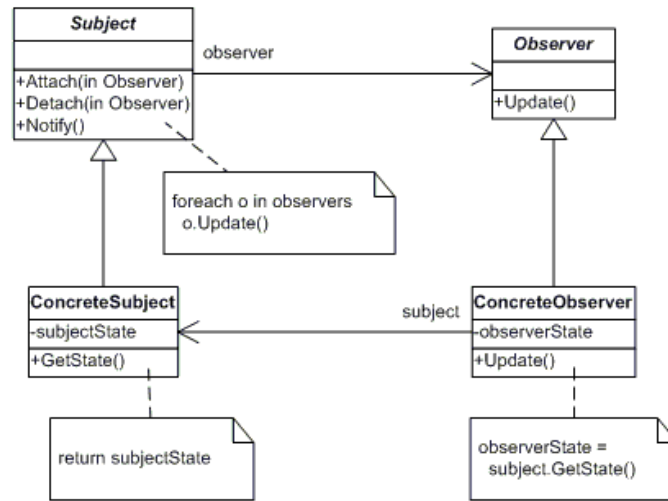 Subject
+Attach(in Observer)
+Detach(in Observer)
+Notify()
observer
Observer
+Update()
foreach o in observers
o.Update()
ConcreteSubject
-subjectState
+GetState()
subject
ConcreteObserver
-observerState
+Update()
return subjectState
observerState =
subject.GetState()